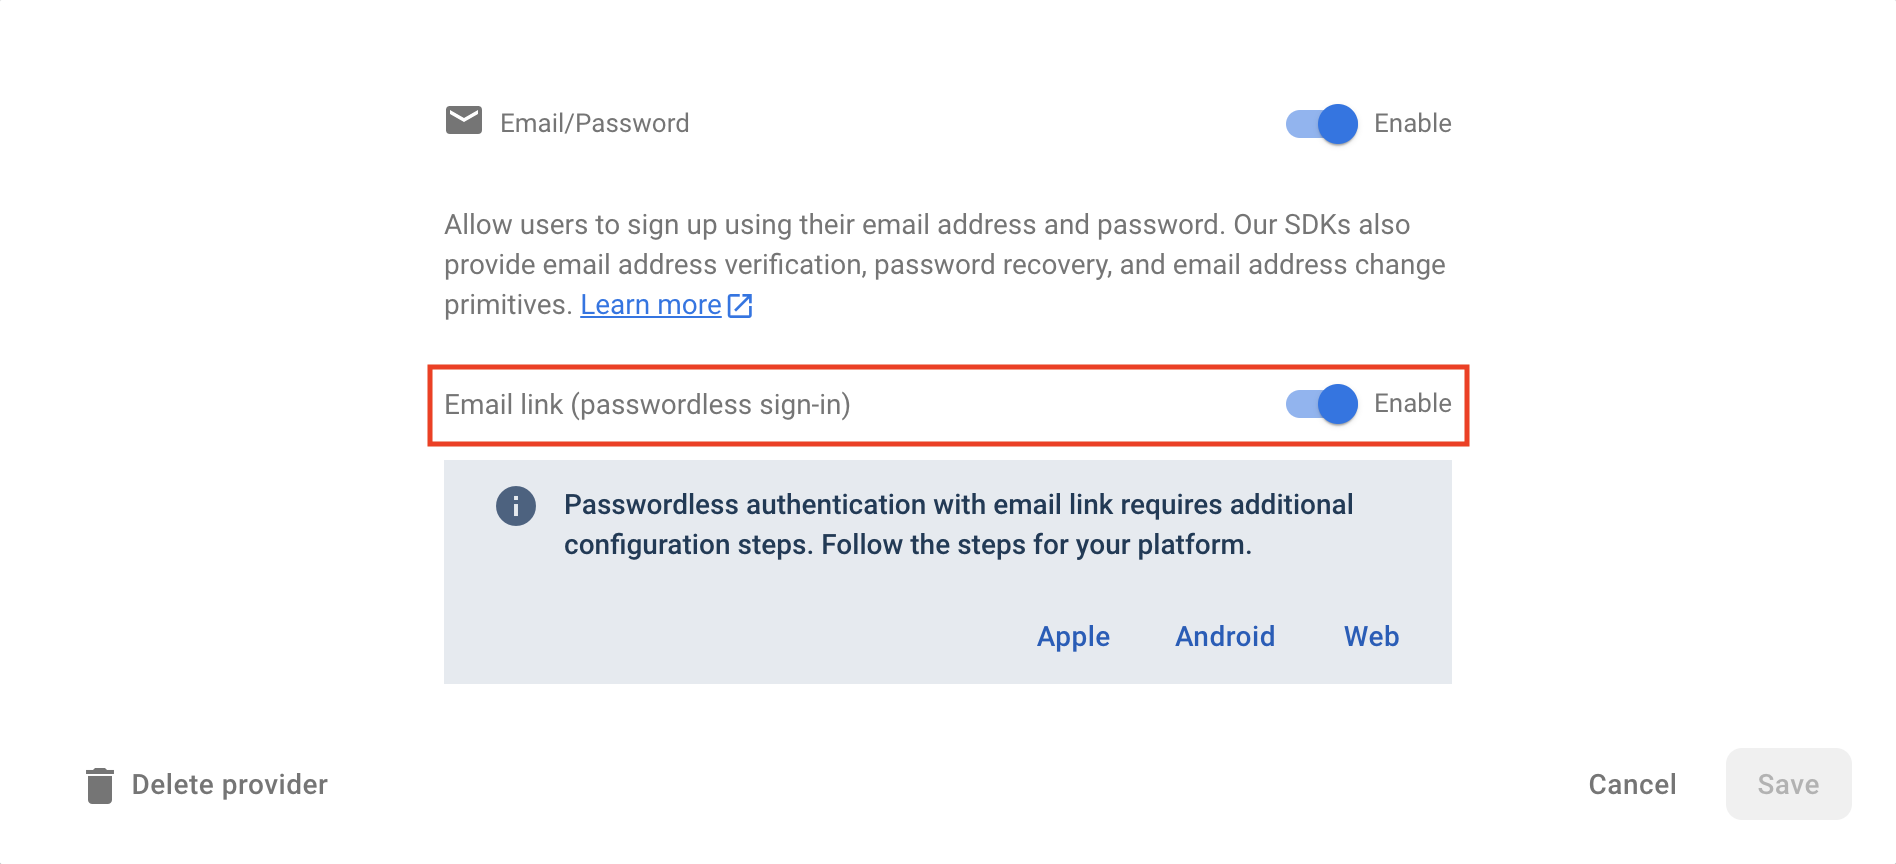 Email/Password
Enable
Allow users to sign up using their email address and password. Our SDKs also
provide email address verification, password recovery, and email address change
primitives. Learn more
Email link (passwordless sign-in)
Enable
Passwordless authentication with email link requires additional
configuration steps. Follow the steps for your platform.
Apple Android Web
Delete provider
Cancel
Save